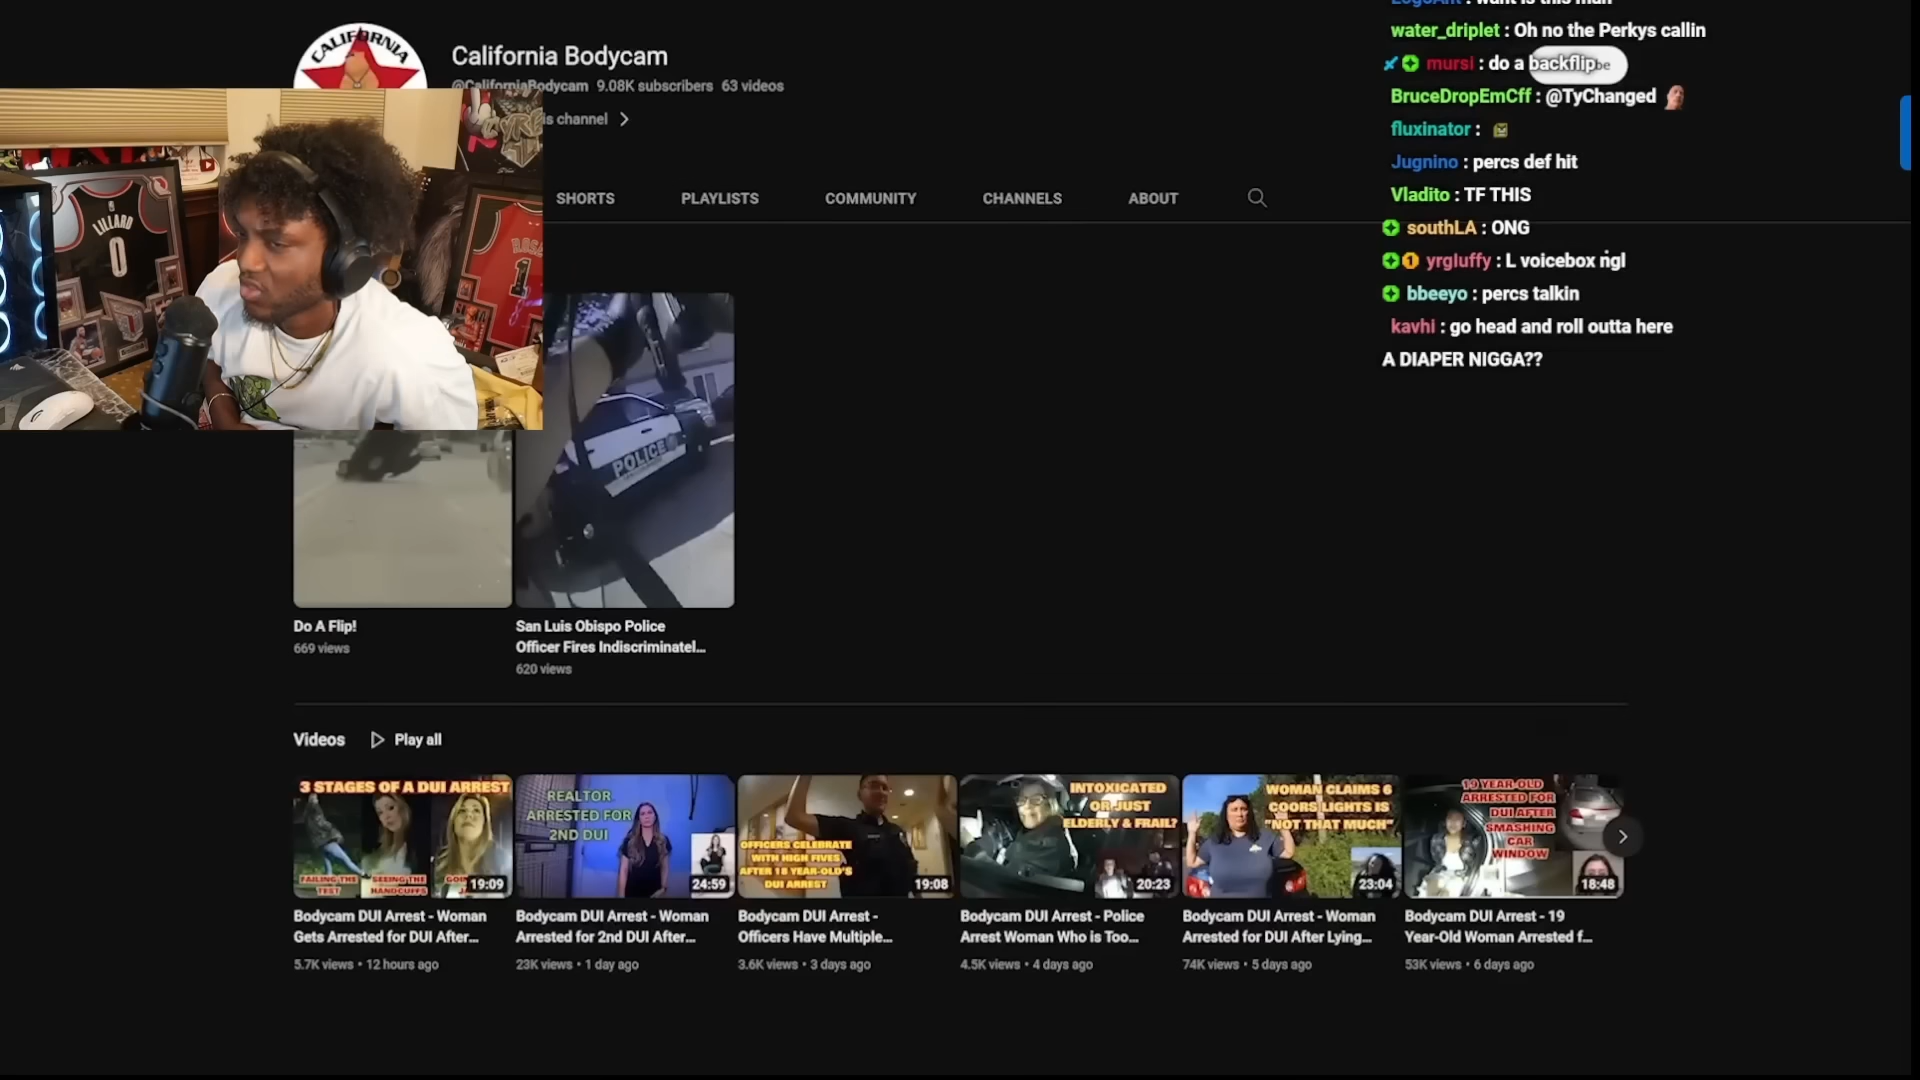 CALIFORNIA
California Bodycam
@CaliforniaBodycam 9.08K subscribers 63 videos
is channel
SHORTS
PLAYLISTS
COMMUNITY
CHANNELS
ABOUT
LILLARD
0
ROSE
1
POLICE
water_driplet : Oh no the Perkys callin
mursi : do a backflip
BruceDropEmCff : @TyChanged
fluxinator :
Jugnino : percs def hit
Vladito : TF THIS
southLA : ONG
yrgluffy : L voicebox ngl
bbeeyo : percs talkin
kavhi : go head and roll outta here
A DIAPER NIGGA??
Do A Flip!
669 views
San Luis Obispo Police
Officer Fires Indiscriminatel...
620 views
Videos
Play all
3 STAGES OF A DUI ARREST
FAILING THE
TEST
SEEING THE
HANDCUFFS
19:09
Bodycam DUI Arrest - Woman
Gets Arrested for DUI After...
5.7K views • 12 hours ago
REALTOR
ARRESTED FOR
2ND DUI
24:59
Bodycam DUI Arrest - Woman
Arrested for 2nd DUI After...
23K views • 1 day ago
OFFICERS CELEBRATE
WITH HIGH FIVES
AFTER 18 YEAR-OLD'S
DUI ARREST
19:08
Bodycam DUI Arrest -
Officers Have Multiple...
3.6K views • 3 days ago
INTOXICATED
OR JUST
ELDERLY & FRAIL?
20:23
Bodycam DUI Arrest - Police
Arrest Woman Who is Too...
4.5K views • 4 days ago
WOMAN CLAIMS 6
COORS LIGHTS IS
"NOT THAT MUCH"
23:04
Bodycam DUI Arrest - Woman
Arrested for DUI After Lying...
74K views • 5 days ago
19 YEAR-OLD
ARRESTED FOR
DUI AFTER
SMASHING
CAR
WINDOW
18:48
Bodycam DUI Arrest - 19
Year-Old Woman Arrested f...
53K views • 6 days ago